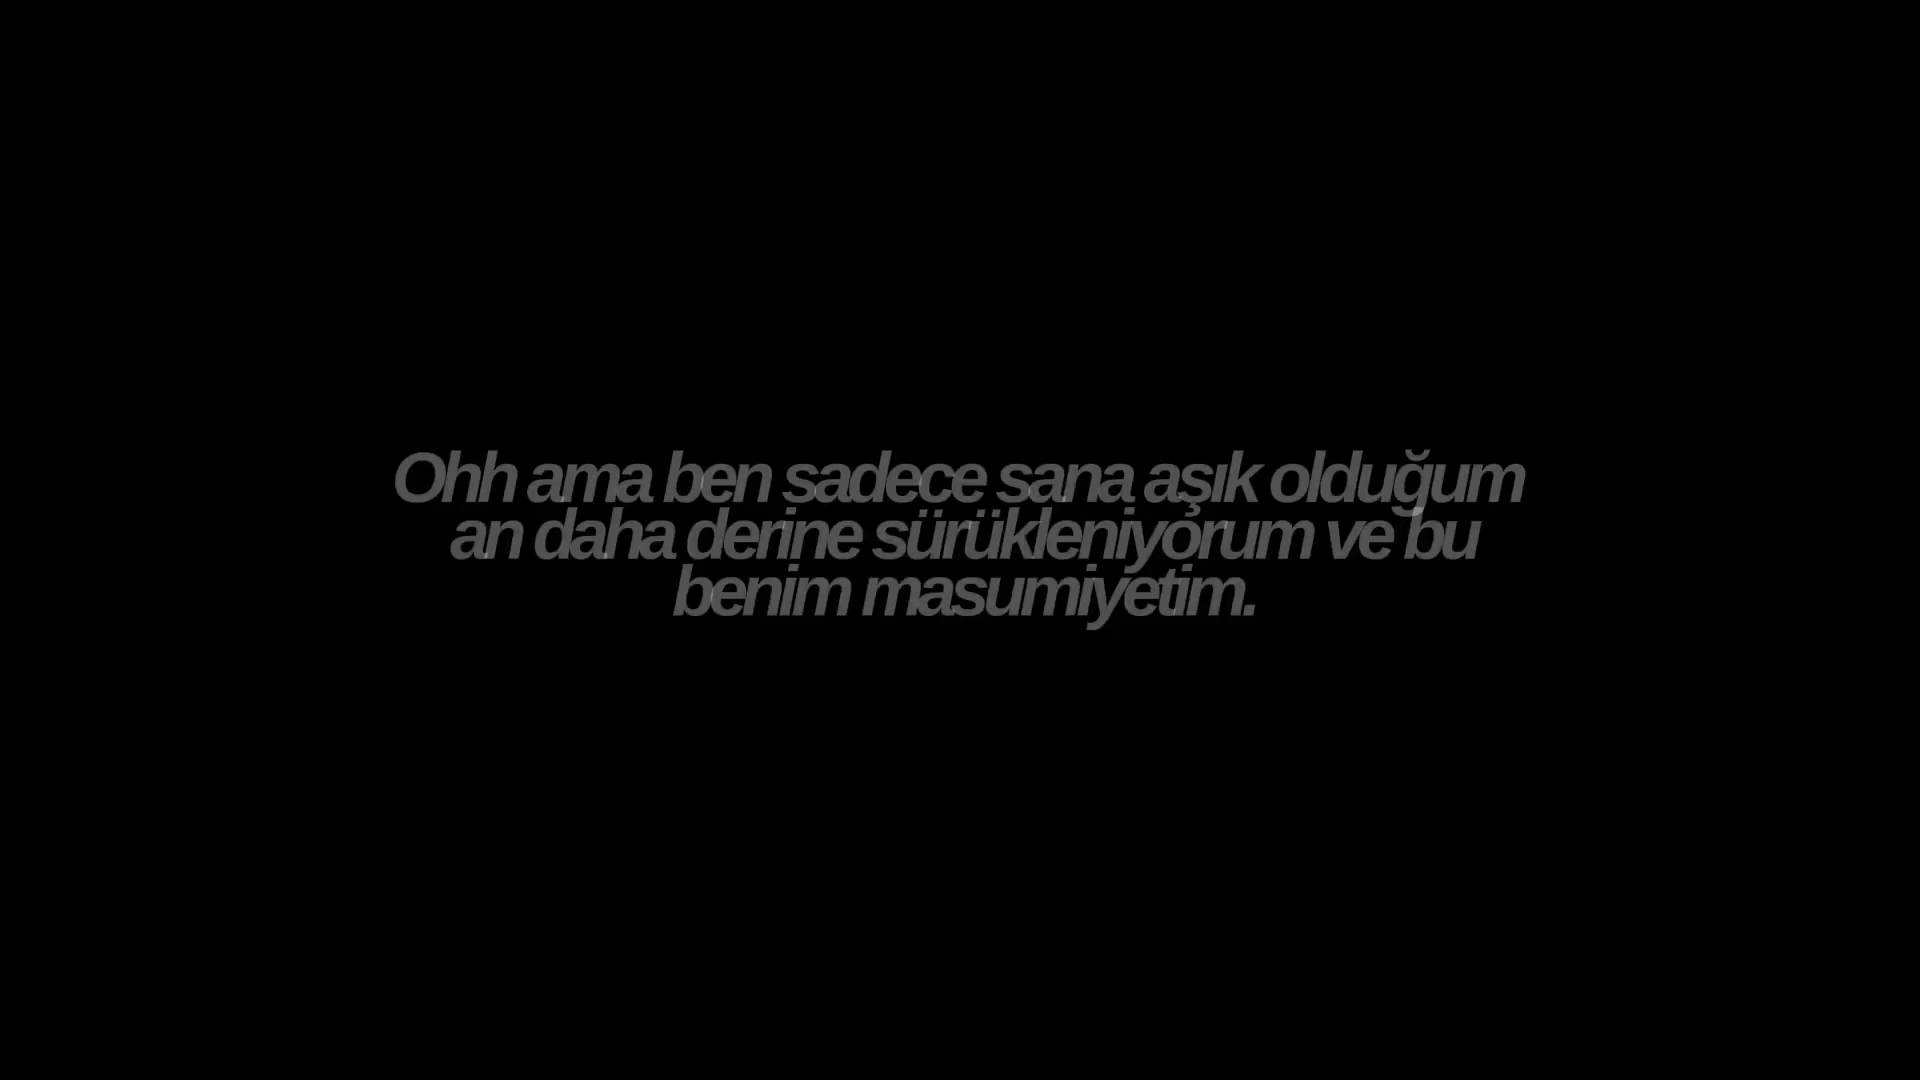 Ohh ama ben sadece sana aşık olduğum
an daha derine sürükleniyorum ve bu
benim masumiyetim.